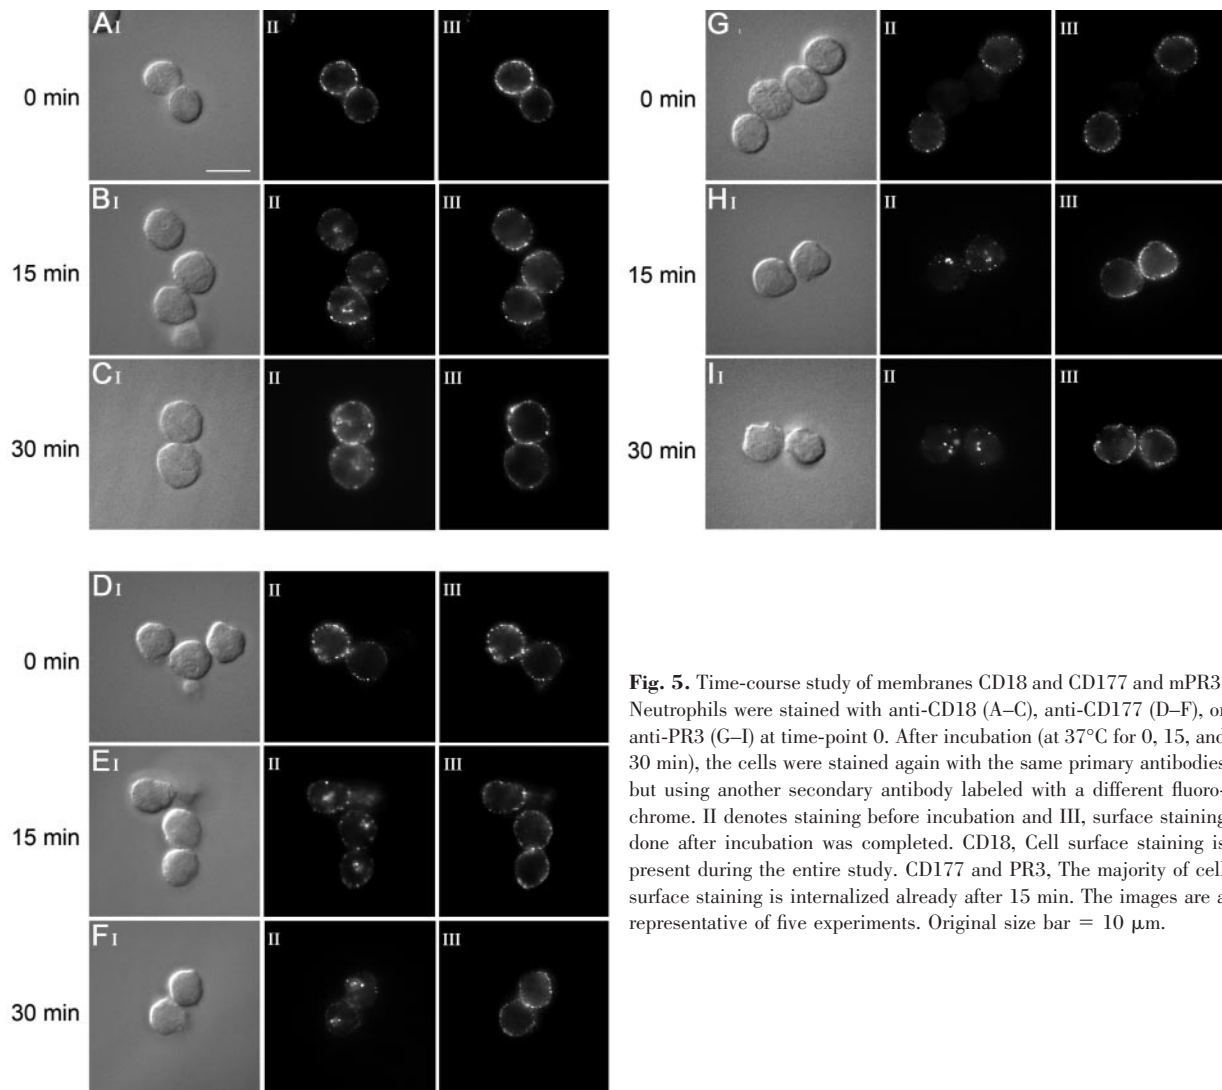 A I II III
0 min
B I II III
15 min
C I II III
30 min
G I II III
0 min
H I II III
15 min
I I II III
30 min
D I II III
0 min
E I II III
15 min
F I II III
30 min
Fig. 5. Time-course study of membranes CD18 and CD177 and mPR3
Neutrophils were stained with anti-CD18 (A–C), anti-CD177 (D–F), or
anti-PR3 (G–I) at time-point 0. After incubation (at 37°C for 0, 15, and
30 min), the cells were stained again with the same primary antibodies
but using another secondary antibody labeled with a different fluoro-
chrome. II denotes staining before incubation and III, surface staining
done after incubation was completed. CD18, Cell surface staining is
present during the entire study. CD177 and PR3, The majority of cell
surface staining is internalized already after 15 min. The images are a
representative of five experiments. Original size bar = 10 μm.